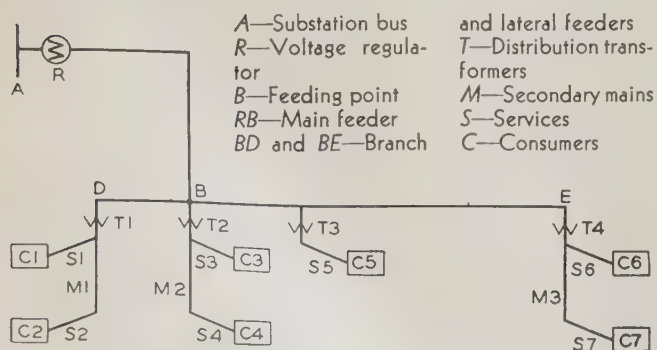 A—Substation bus
R—Voltage regula-
tor
B—Feeding point
RB—Main feeder
BD and BE—Branch
and lateral feeders
T—Distribution trans-
formers
M—Secondary mains
S—Services
C—Consumers
A
R
D
B
E
T1
T2
T3
T4
C1
S1
S3
C3
S5
C5
S6
C6
M1
M2
M3
C2
S2
S4
C4
S7
C7